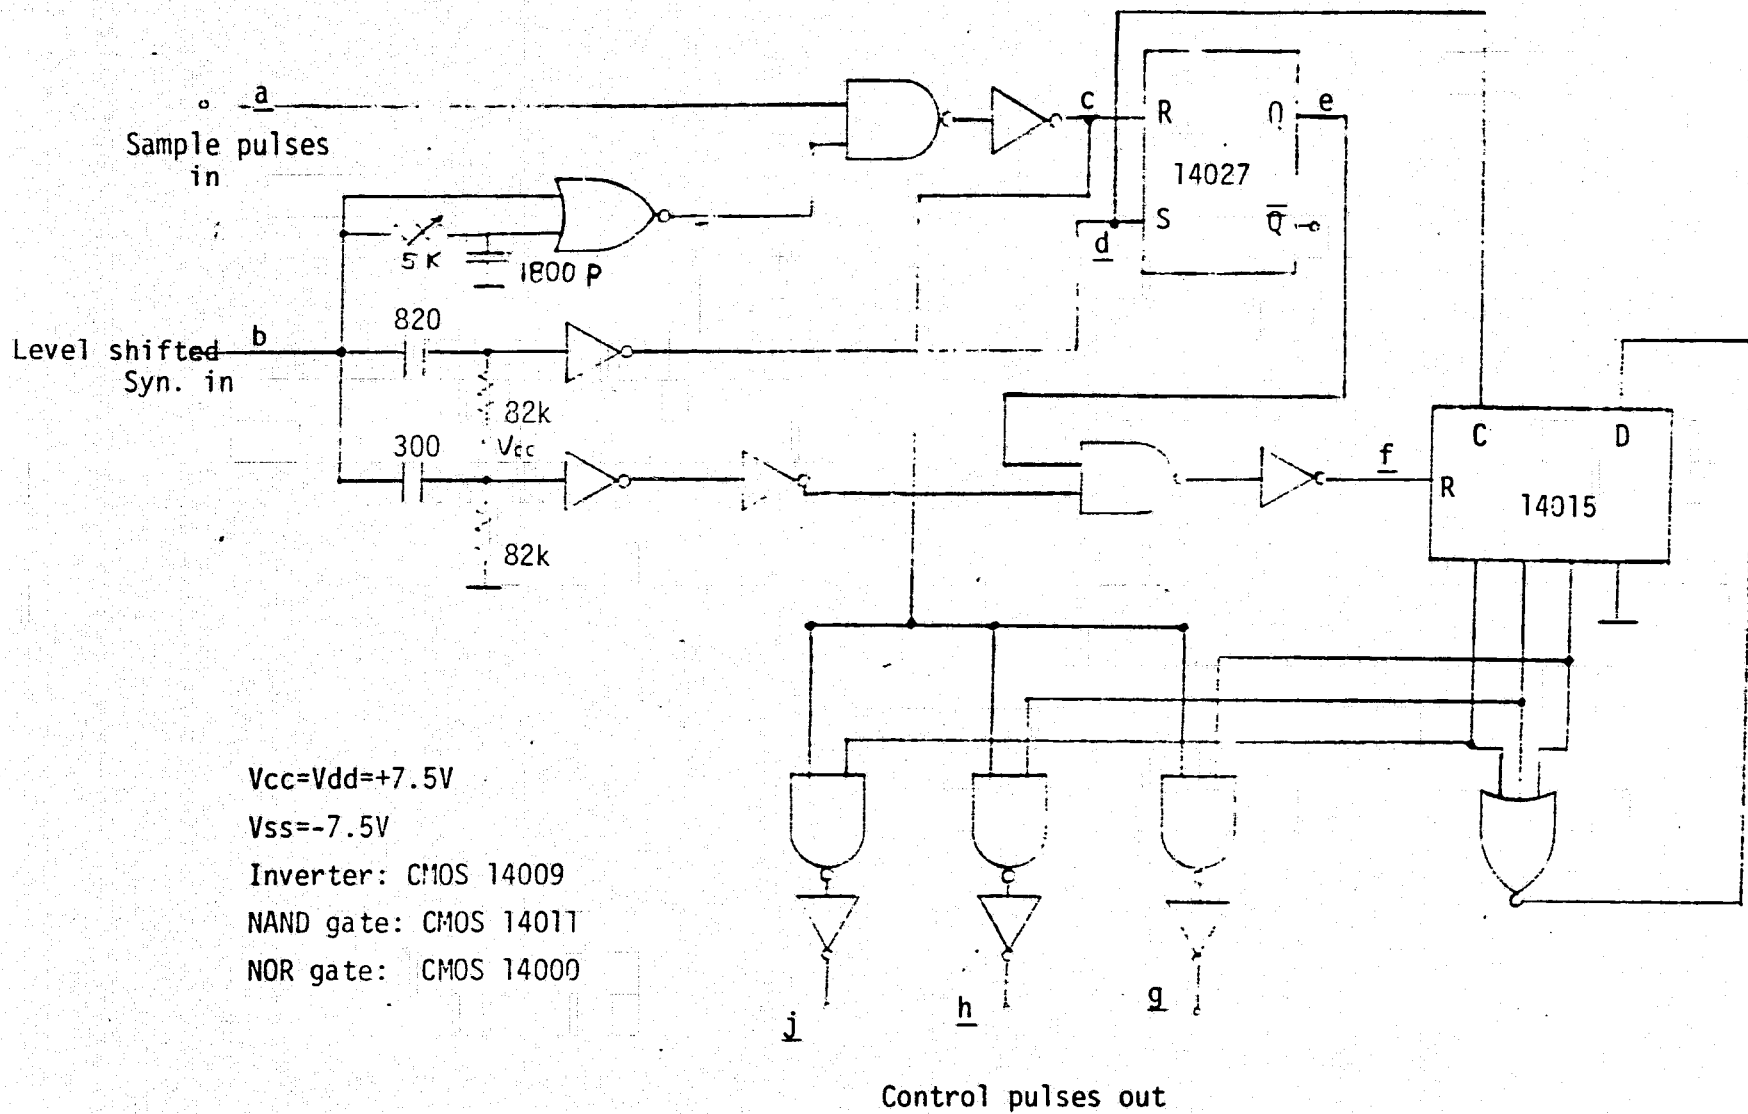 a
Sample pulses
in
5 K
1800 P
c
R
Q
e
14027
S
Q
d
Level shifted
Syn. in
b
820
82k
Vcc
300
82k
f
C
D
R
14015
Vcc=Vdd=+7.5V
Vss=-7.5V
Inverter: CMOS 14009
NAND gate: CMOS 14011
NOR gate: CMOS 14000
j
h
g
Control pulses out